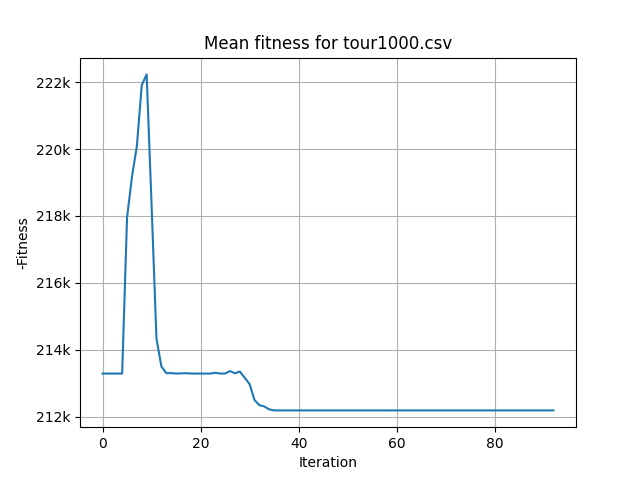 Mean fitness for tour1000.csv
222k
220k
218k
216k
214k
212k
-Fitness
0 20 40 60 80
Iteration